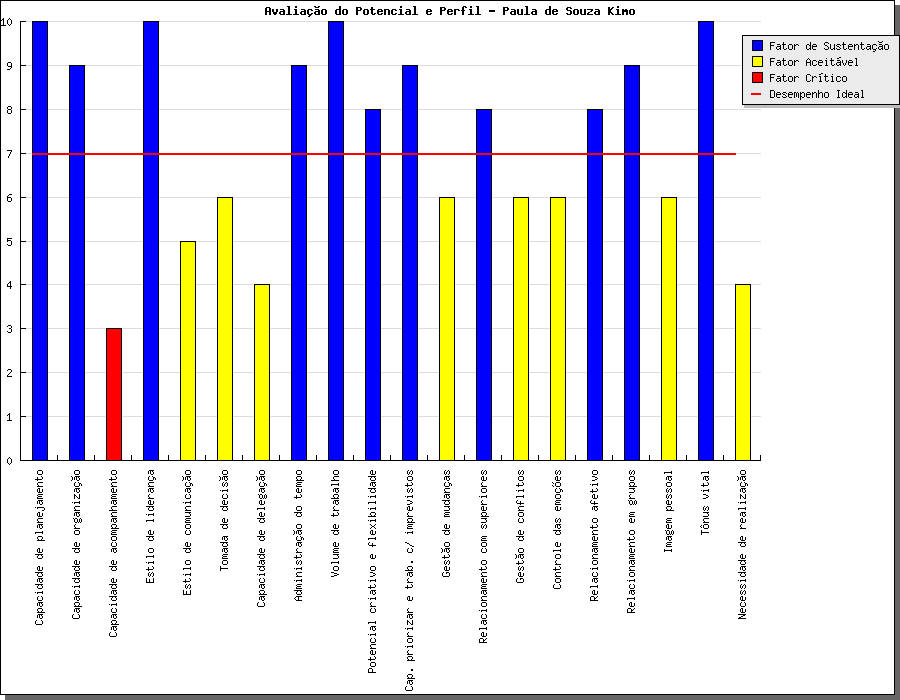 Avaliação do Potencial e Perfil - Paula de Souza Kimo
Fator de Sustentação
Fator Aceitável
Fator Crítico
Desempenho Ideal
10
9
8
7
6
5
4
3
2
1
0
Capacidade de planejamento
Capacidade de organização
Capacidade de acompanhamento
Estilo de liderança
Estilo de comunicação
Tomada de decisão
Capacidade de delegação
Administração do tempo
Volume de trabalho
Potencial criativo e flexibilidade
Cap. priorizar e trab. c/ imprevistos
Gestão de mudanças
Relacionamento com superiores
Gestão de conflitos
Controle das emoções
Relacionamento afetivo
Relacionamento em grupos
Imagem pessoal
Tônus vital
Necessidade de realização